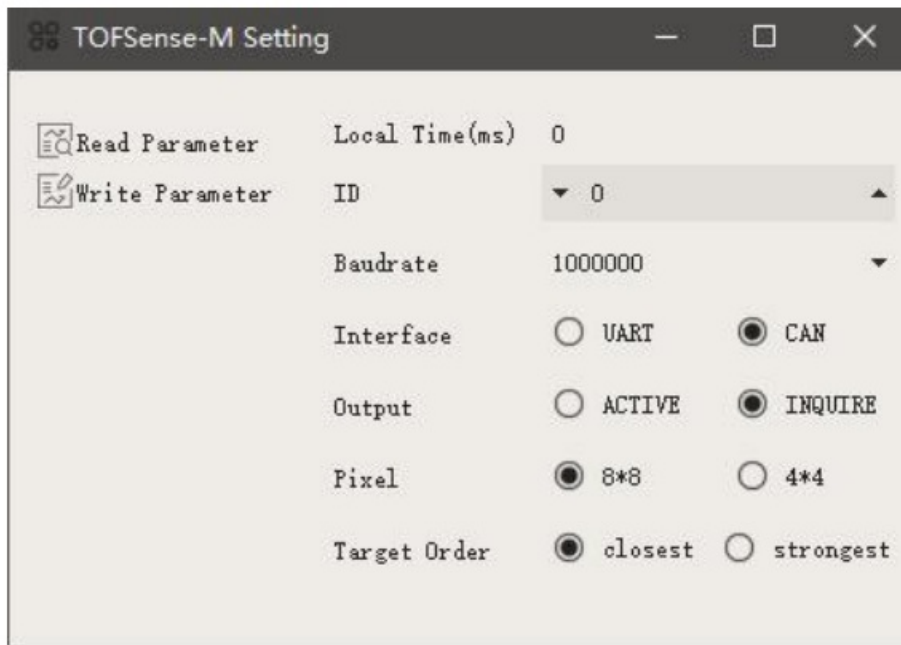 TOFSense-M Setting
Read Parameter
Write Parameter
Local Time(ms) 0
ID 0
Baudrate 1000000
Interface UART CAN
Output ACTIVE INQUIRE
Pixel 8*8 4*4
Target Order closest strongest